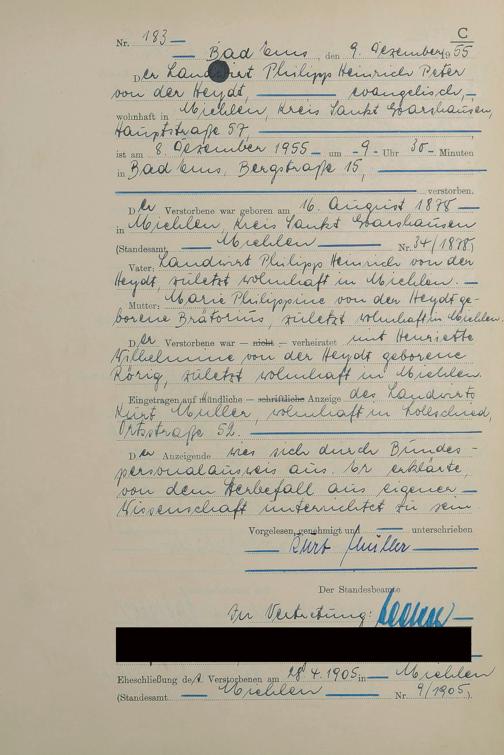 C
Nr. 183
Bad Ems, den 9. Dezember 1955
Der Landwirt Philipp Heinrich Peter
von der Heydt, evangelisch,
wohnhaft in Miehlen, Kreis Sankt Goarshausen,
Hauptstraße 57,
ist am 8. Dezember 1955 um 9 Uhr 30 Minuten
in Bad Ems, Bergstraße 15,
verstorben.
Der Verstorbene war geboren am 16. August 1878
in Miehlen, Kreis Sankt Goarshausen
(Standesamt Miehlen Nr. 34/1878)
Vater: Landwirt Philipp Heinrich von der
Heydt, zuletzt wohnhaft in Miehlen.
Mutter: Marie Philippine von der Heydt ge-
borene Brätorius, zuletzt wohnhaft in Miehlen.
Der Verstorbene war — nicht — verheiratet mit Henriette
Wilhelmine von der Heydt geborene
Körig, zuletzt wohnhaft in Miehlen.
Eingetragen auf mündliche — schriftliche — Anzeige des Landwirts
Kurt Müller, wohnhaft in Lollschied,
Ortsstraße 52.
Der Anzeigende wies sich durch Bundes-
personalausweis aus. Er erklärte,
von dem Sterbefall aus eigener
Wissenschaft unterrichtet zu sein.
Vorgelesen, genehmigt und unterschrieben
Kurt Müller
Der Standesbeamte
In Vertretung:
Eheschließung des Verstorbenen am 28.4.1905 in Miehlen
(Standesamt Miehlen Nr. 9/1905).